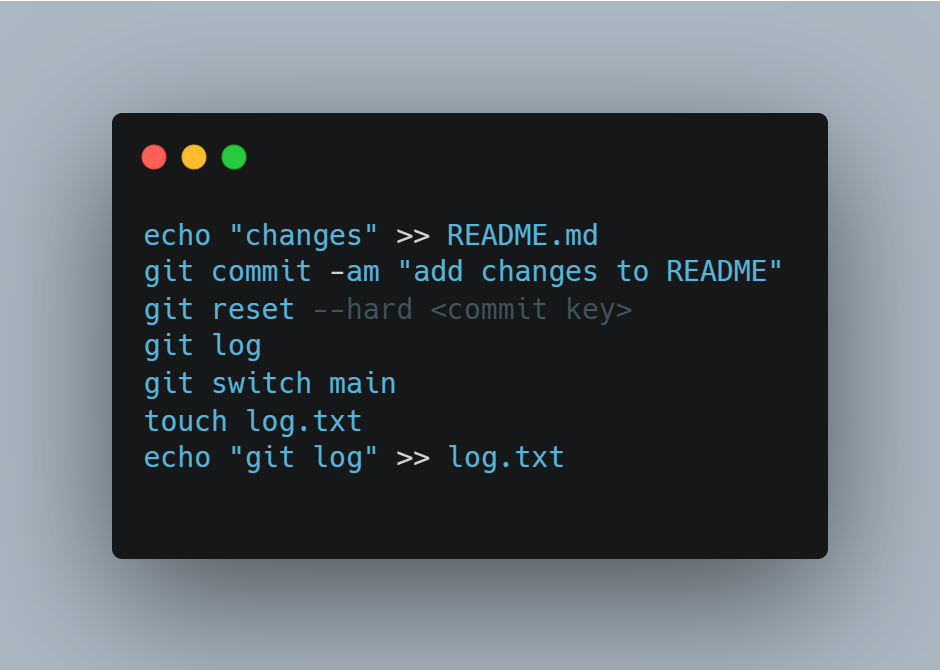 echo "changes" >> README.md
git commit -am "add changes to README"
git reset --hard <commit key>
git log
git switch main
touch log.txt
echo "git log" >> log.txt